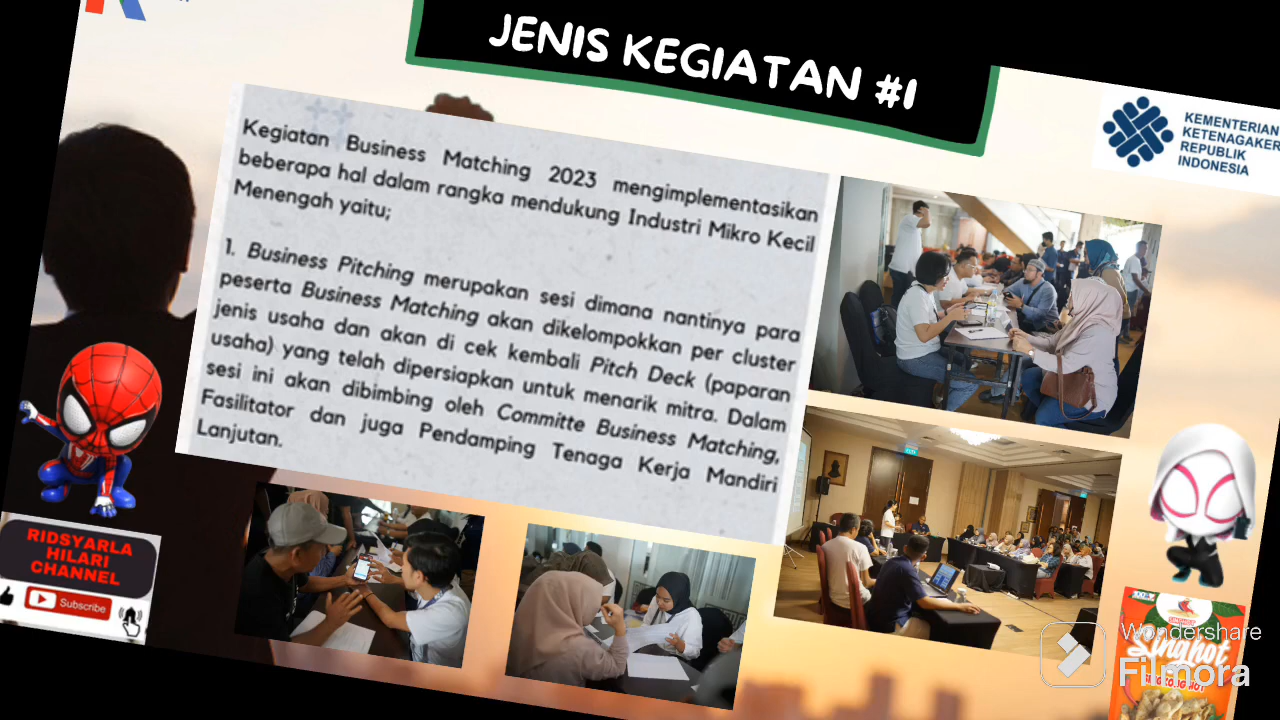 JENIS KEGIATAN #1
KEMENTERIAN
KETENAGAKER
REPUBLIK
INDONESIA
Kegiatan Business Matching 2023 mengimplementasikan
beberapa hal dalam rangka mendukung Industri Mikro Kecil
Menengah yaitu;
1. Business Pitching merupakan sesi dimana nantinya para
peserta Business Matching akan dikelompokkan per cluster
jenis usaha dan akan di cek kembali Pitch Deck (paparan
usaha) yang telah dipersiapkan untuk menarik mitra. Dalam
sesi ini akan dibimbing oleh Committe Business Matching,
Fasilitator dan juga Pendamping Tenaga Kerja Mandiri
Lanjutan.
RIDSYARLA
HILARI
CHANNEL
Subscribe
Singhot
Wondershare
Filmora